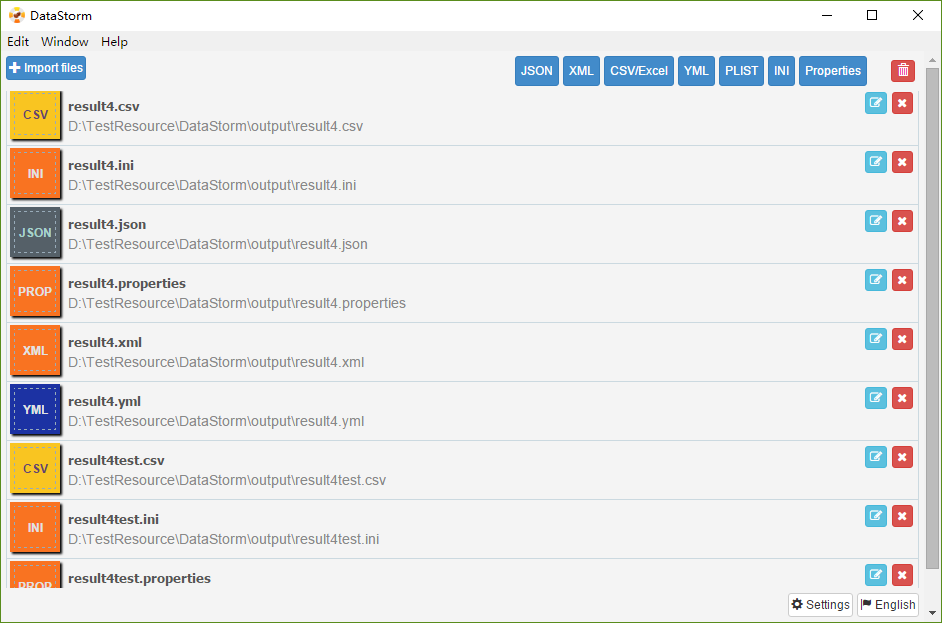 DataStorm
Edit Window Help
Import files
JSON XML CSV/Excel YML PLIST INI Properties
CSV
result4.csv
D:\TestResource\DataStorm\output\result4.csv
INI
result4.ini
D:\TestResource\DataStorm\output\result4.ini
JSON
result4.json
D:\TestResource\DataStorm\output\result4.json
PROP
result4.properties
D:\TestResource\DataStorm\output\result4.properties
XML
result4.xml
D:\TestResource\DataStorm\output\result4.xml
YML
result4.yml
D:\TestResource\DataStorm\output\result4.yml
CSV
result4test.csv
D:\TestResource\DataStorm\output\result4test.csv
INI
result4test.ini
D:\TestResource\DataStorm\output\result4test.ini
PROP
result4test.properties
Settings English